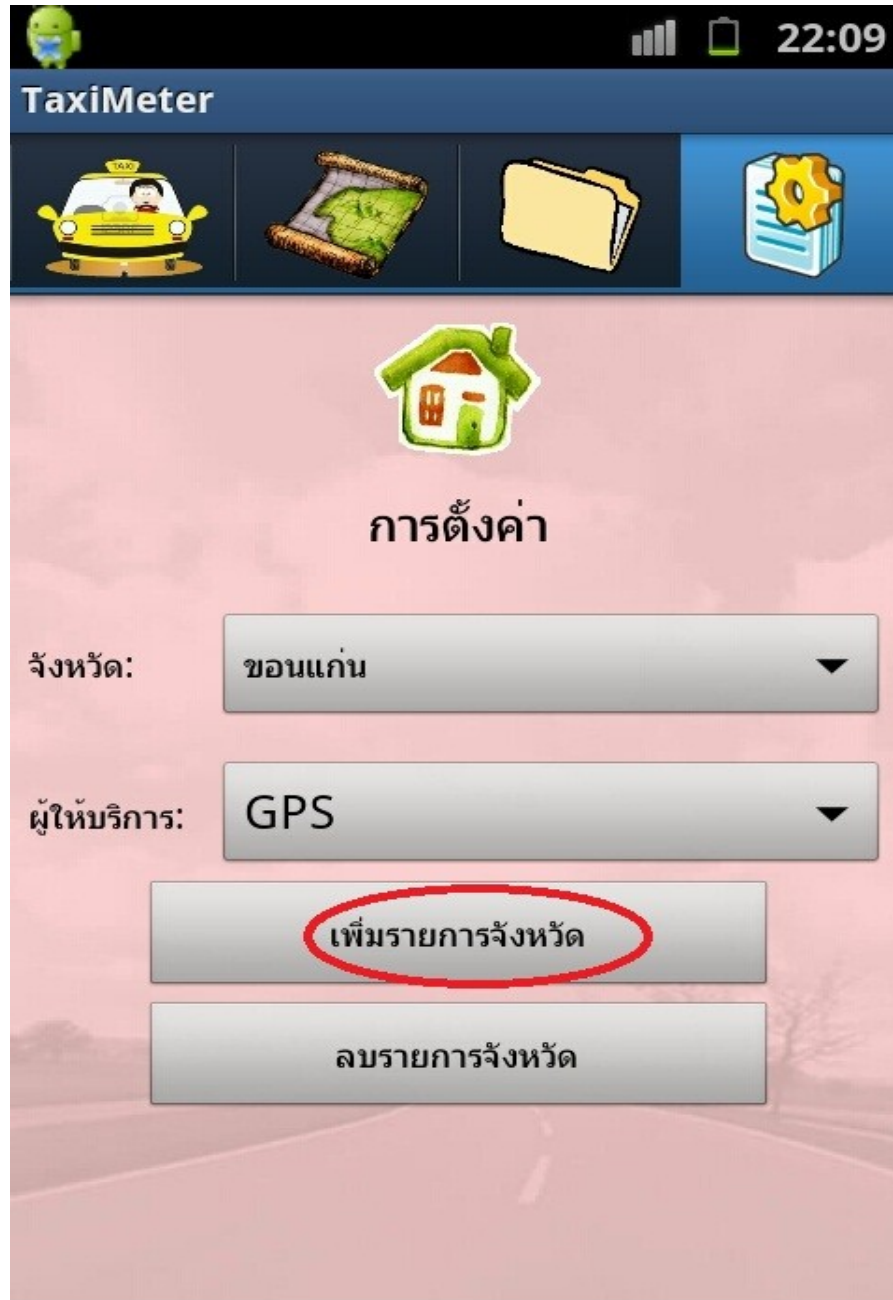 22:09
TaxiMeter
TAXI
การตั้งค่า
จังหวัด: ขอนแก่น
ผู้ให้บริการ: GPS
เพิ่มรายการจังหวัด
ลบรายการจังหวัด